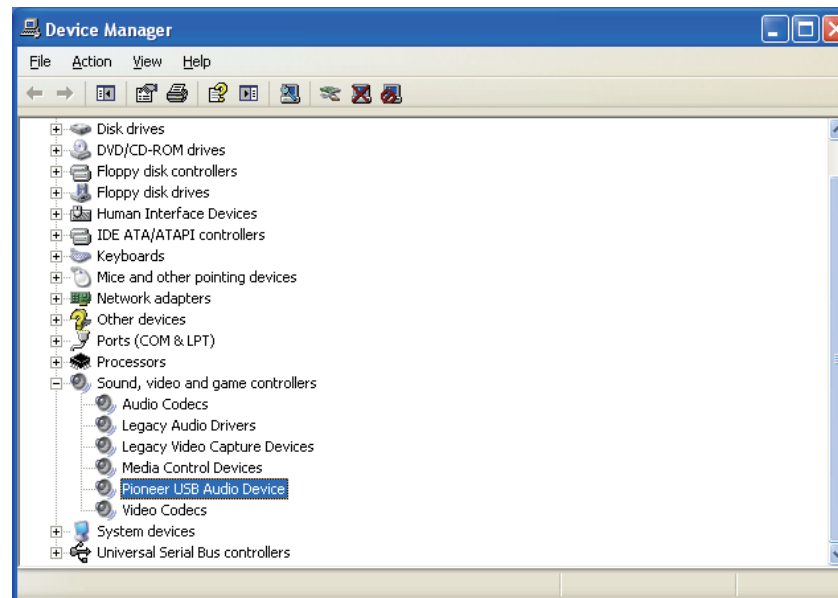 Device Manager
File Action View Help
Disk drives
DVD/CD-ROM drives
Floppy disk controllers
Floppy disk drives
Human Interface Devices
IDE ATA/ATAPI controllers
Keyboards
Mice and other pointing devices
Network adapters
Other devices
Ports (COM & LPT)
Processors
Sound, video and game controllers
Audio Codecs
Legacy Audio Drivers
Legacy Video Capture Devices
Media Control Devices
Pioneer USB Audio Device
Video Codecs
System devices
Universal Serial Bus controllers